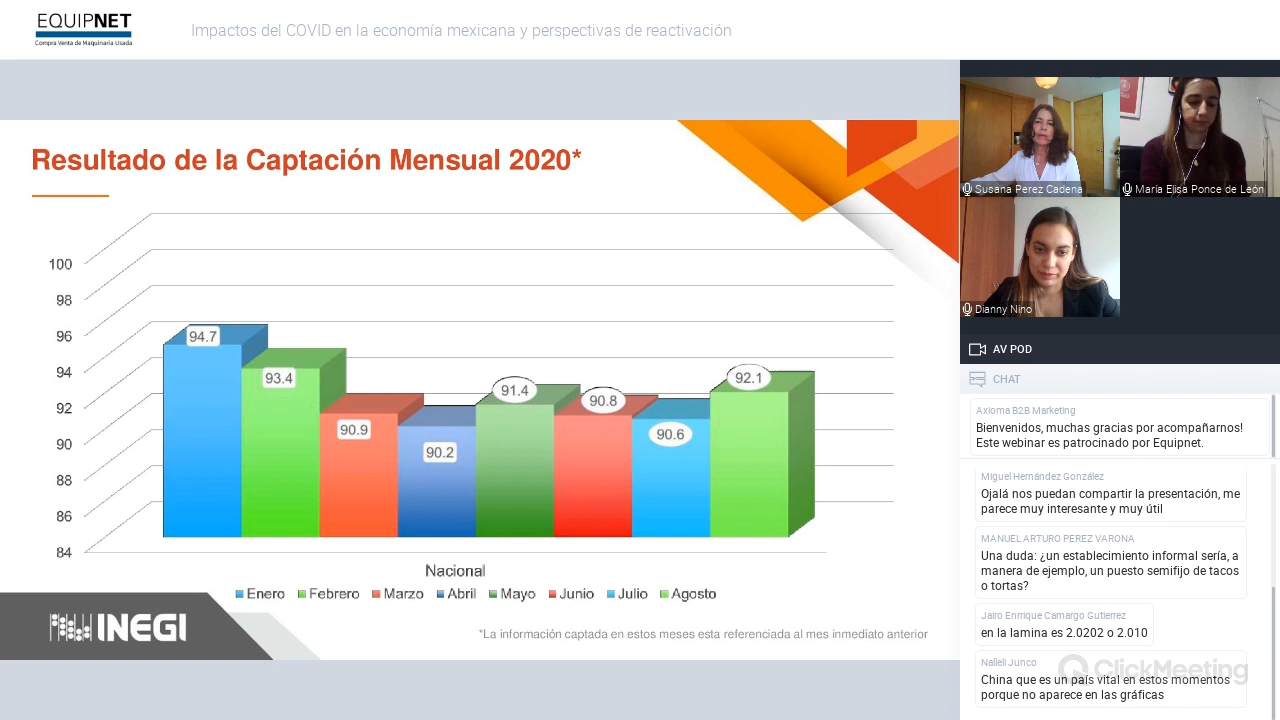 EQUIPNET
Compra Venta de Maquinaria Usada
Impactos del COVID en la economía mexicana y perspectivas de reactivación
Resultado de la Captación Mensual 2020*
100
98
96
94
92
90
88
86
84
94.7
93.4
90.9
90.2
91.4
90.8
90.6
92.1
Nacional
Enero Febrero Marzo Abril Mayo Junio Julio Agosto
INEGI
*La información captada en estos meses esta referenciada al mes inmediato anterior
Susana Perez Cadena
Maria Elisa Ponce de León
Dianny Nino
AV POD
CHAT
Axioma B2B Marketing
Bienvenidos, muchas gracias por acompañarnos!
Este webinar es patrocinado por Equipnet.
Miguel Hernández González
Ojalá nos puedan compartir la presentación, me
parece muy interesante y muy útil
MANUEL ARTURO PEREZ VARONA
Una duda: ¿un establecimiento informal sería, a
manera de ejemplo, un puesto semifijo de tacos
o tortas?
Jairo Enrrique Camargo Gutierrez
en la lamina es 2.0202 o 2.010
Nalleli Junco
China que es un país vital en estos momentos
porque no aparece en las gráficas
ClickMeeting